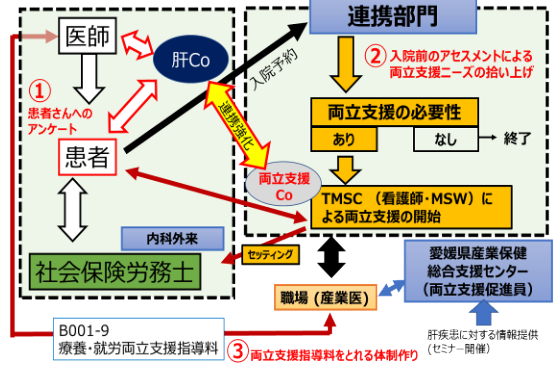 連携部門
医師
肝Co
入院予約
② 入院前のアセスメントによる
両立支援ニーズの拾い上げ
①
患者さんへの
アンケート
連携強化
両立支援の必要性
あり
なし
終了
患者
両立支援
Co
TMSC （看護師・MSW）に
よる両立支援の開始
内科外来
セッティング
社会保険労務士
愛媛県産業保健
総合支援センター
（両立支援促進員）
職場 (産業医)
B001-9
療養・就労両立支援指導料
肝疾患に対する情報提供
(セミナー開催)
③ 両立支援指導料をとれる体制作り